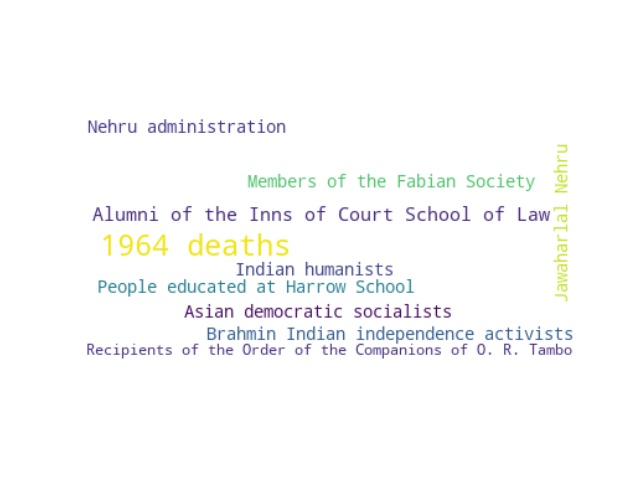 Nehru administration
Members of the Fabian Society
Jawaharlal Nehru
Alumni of the Inns of Court School of Law
1964 deaths
Indian humanists
People educated at Harrow School
Asian democratic socialists
Brahmin Indian independence activists
Recipients of the Order of the Companions of O. R. Tambo